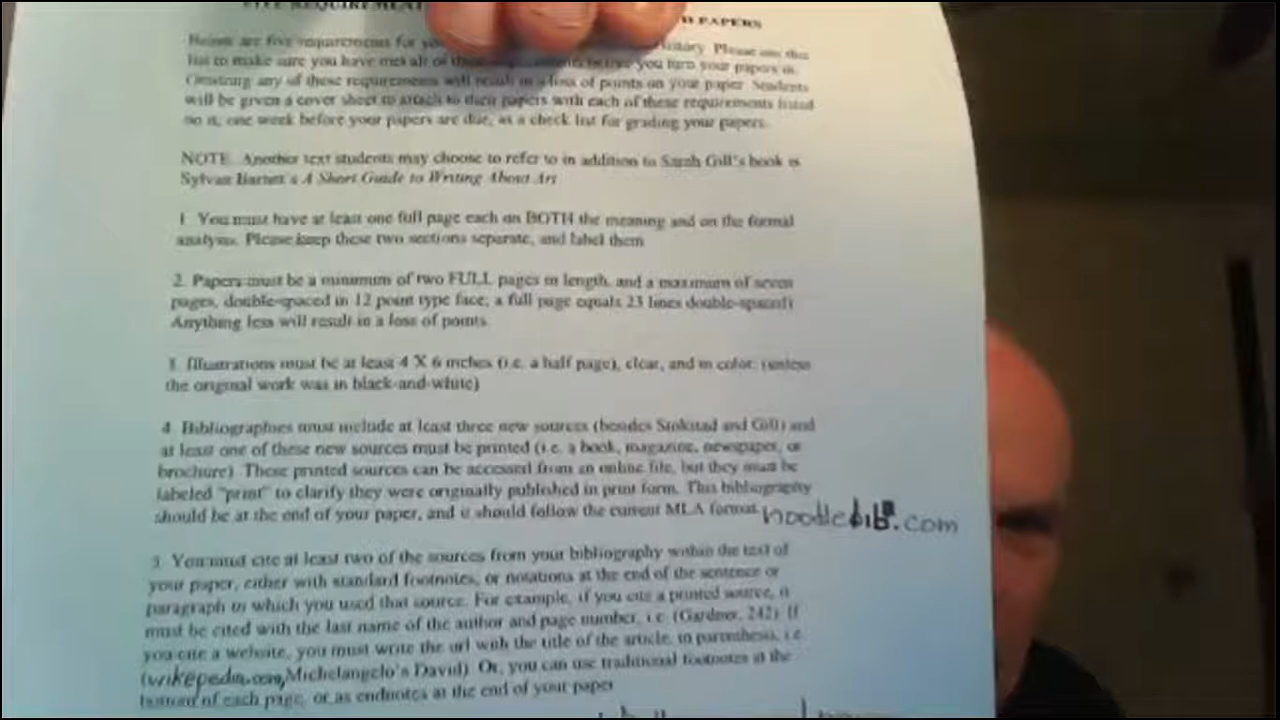 FIVE REQUIREMENT PAPERS
Below are five requirements for you history. Please use this
list to make sure you have met all of these before you turn your papers in.
Omitting any of these requirements will result in a loss of points on your paper. Students
will be given a cover sheet to attach to their papers with each of these requirements listed
on it, one week before your papers are due, as a check list for grading your papers.
NOTE: Another text students may choose to refer to in addition to Sarah Gill's book is
Sylvan Barnet's A Short Guide to Writing About Art
1. You must have at least one full page each on BOTH the meaning and on the formal
analysis. Please keep these two sections separate, and label them
2. Papers must be a minimum of two FULL pages in length, and a maximum of seven
pages, double-spaced in 12 point type face; a full page equals 23 lines double-spaced)
Anything less will result in a loss of points.
3. Illustrations must be at least 4 X 6 inches (i.e. a half page), clear, and in color. (unless
the original work was in black-and-white)
4. Bibliographies must include at least three new sources (besides Stokstad and Gill) and
at least one of these new sources must be printed (i.e. a book, magazine, newspaper, or
brochure) These printed sources can be accessed from an online file, but they must be
labeled "print" to clarify they were originally published in print form. This bibliography
should be at the end of your paper, and it should follow the current MLA format. noodlebib.com
5. You must cite at least two of the sources from your bibliography within the text of
your paper, either with standard footnotes, or notations at the end of the sentence or
paragraph in which you used that source. For example, if you cite a printed source, it
must be cited with the last name of the author and page number, i.e. (Gardner, 242) If
you cite a website, you must write the url with the title of the article, in parenthesis, i.e.
(wikepedia.com, Michelangelo's David) Or, you can use traditional footnotes at the
bottom of each page, or as endnotes at the end of your paper